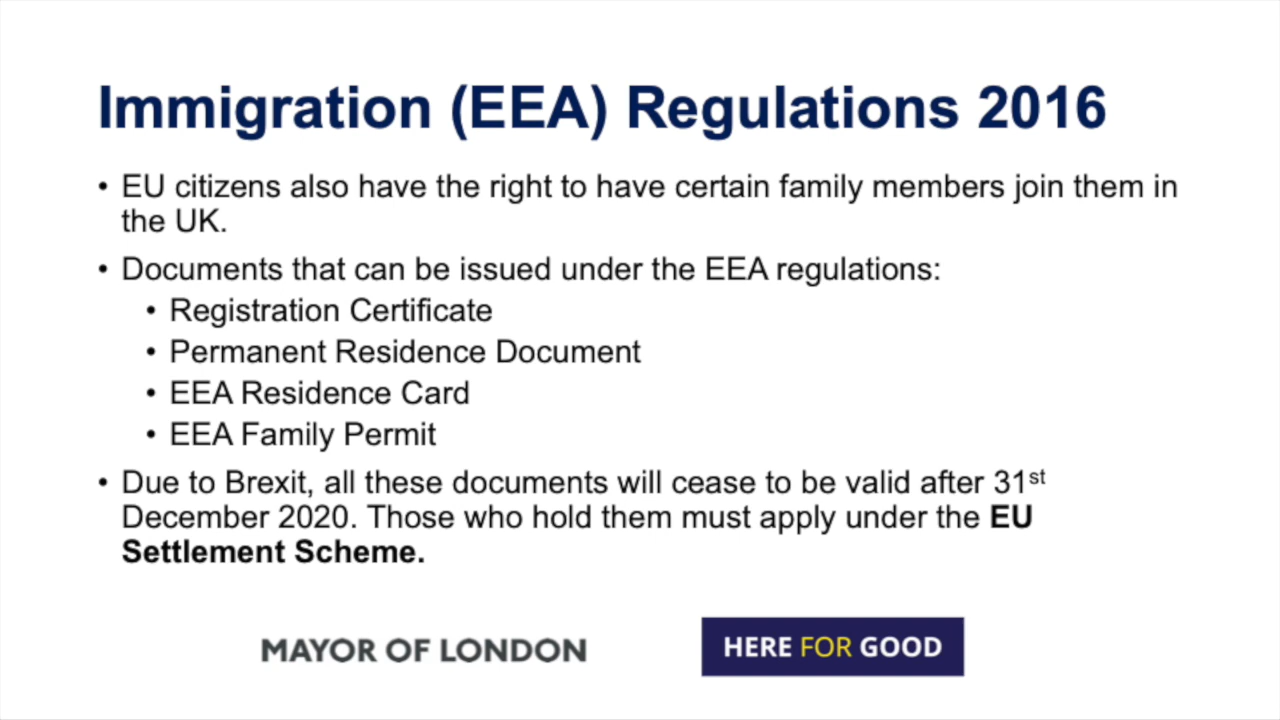 Immigration (EEA) Regulations 2016
• EU citizens also have the right to have certain family members join them in
the UK.
• Documents that can be issued under the EEA regulations:
• Registration Certificate
• Permanent Residence Document
• EEA Residence Card
• EEA Family Permit
• Due to Brexit, all these documents will cease to be valid after 31st
December 2020. Those who hold them must apply under the EU
Settlement Scheme.
MAYOR OF LONDON
HERE FOR GOOD